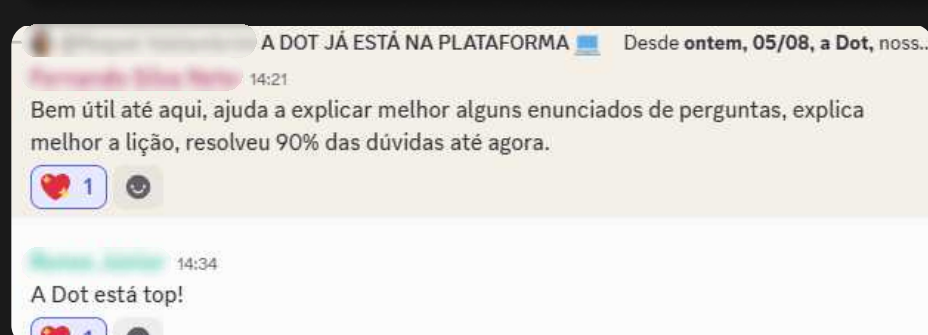 A DOT JÁ ESTÁ NA PLATAFORMA Desde ontem, 05/08, a Dot, noss...
14:21
Bem útil até aqui, ajuda a explicar melhor alguns enunciados de perguntas, explica
melhor a lição, resolveu 90% das dúvidas até agora.
1
14:34
A Dot está top!
1